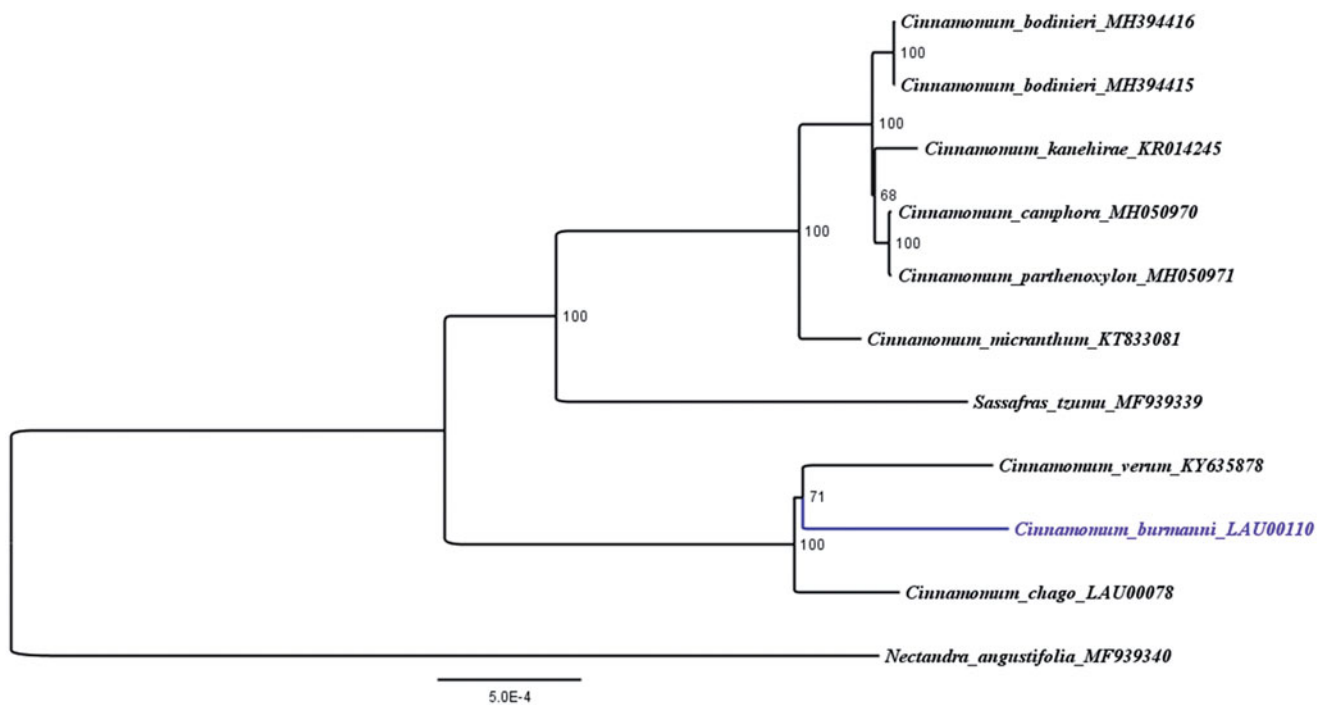 Cinnamomum_bodinieri_MH394416
100
Cinnamomum_bodinieri_MH394415
100
Cinnamomum_kanehirae_KR014245
68
Cinnamomum_camphora_MH050970
100
100
Cinnamomum_parthenoxylon_MH050971
100
Cinnamomum_micranthum_KT833081
Sassafras_tzumu_MF939339
Cinnamomum_verum_KY635878
71
Cinnamomum_burmanni_LAU00110
100
Cinnamomum_chago_LAU00078
Nectandra_angustifolia_MF939340
5.0E-4